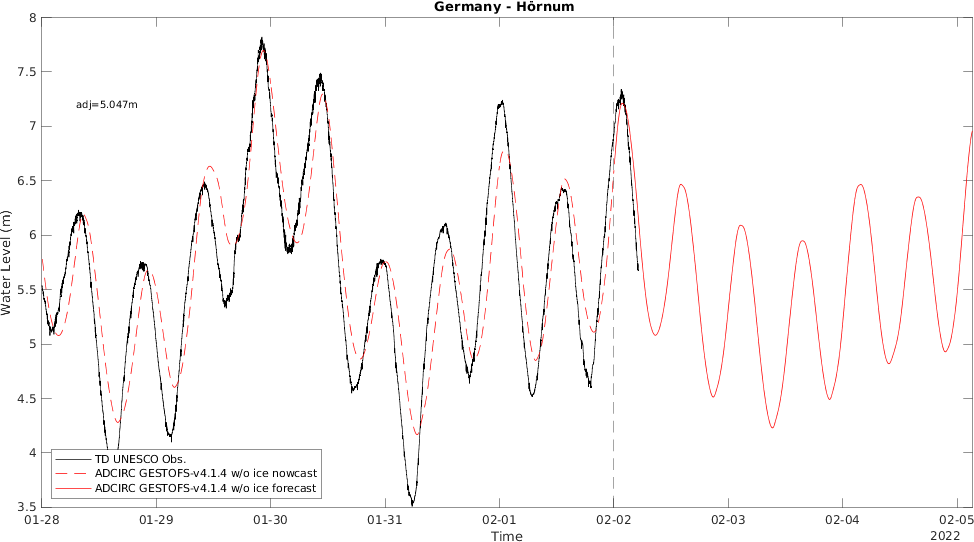 Germany - Hörnum
8
7.5
7
6.5
6
5.5
5
4.5
4
3.5
Water Level (m)
adj=5.047m
TD UNESCO Obs.
ADCIRC GESTOFS-v4.1.4 w/o ice nowcast
ADCIRC GESTOFS-v4.1.4 w/o ice forecast
01-28 01-29 01-30 01-31 02-01 02-02 02-03 02-04 02-05
Time
2022